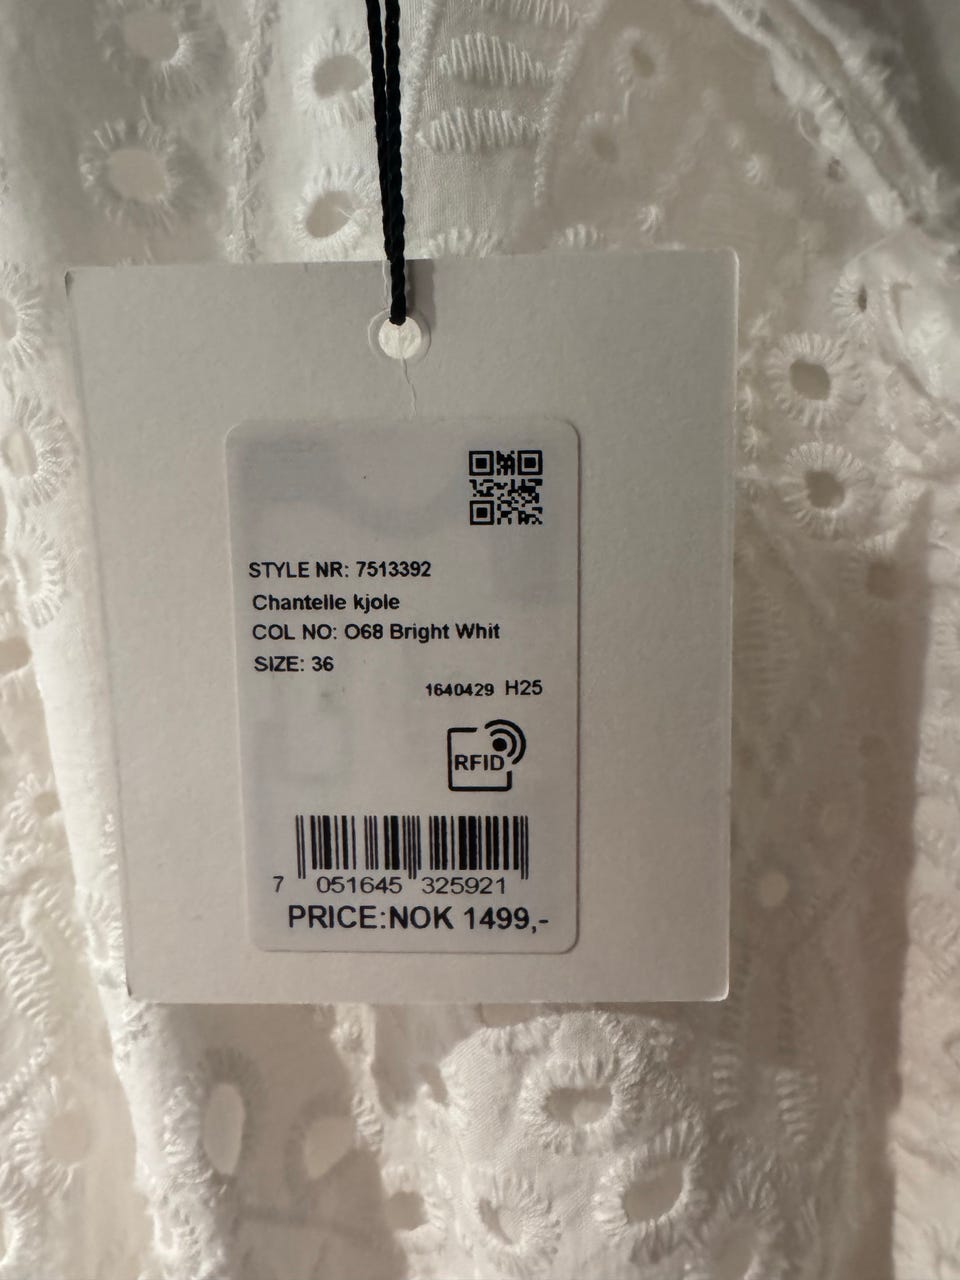 STYLE NR: 7513392
Chantelle kjole
COL NO: O68 Bright Whit
SIZE: 36
1640429 H25
RFID
7 051645 325921
PRICE:NOK 1499,-